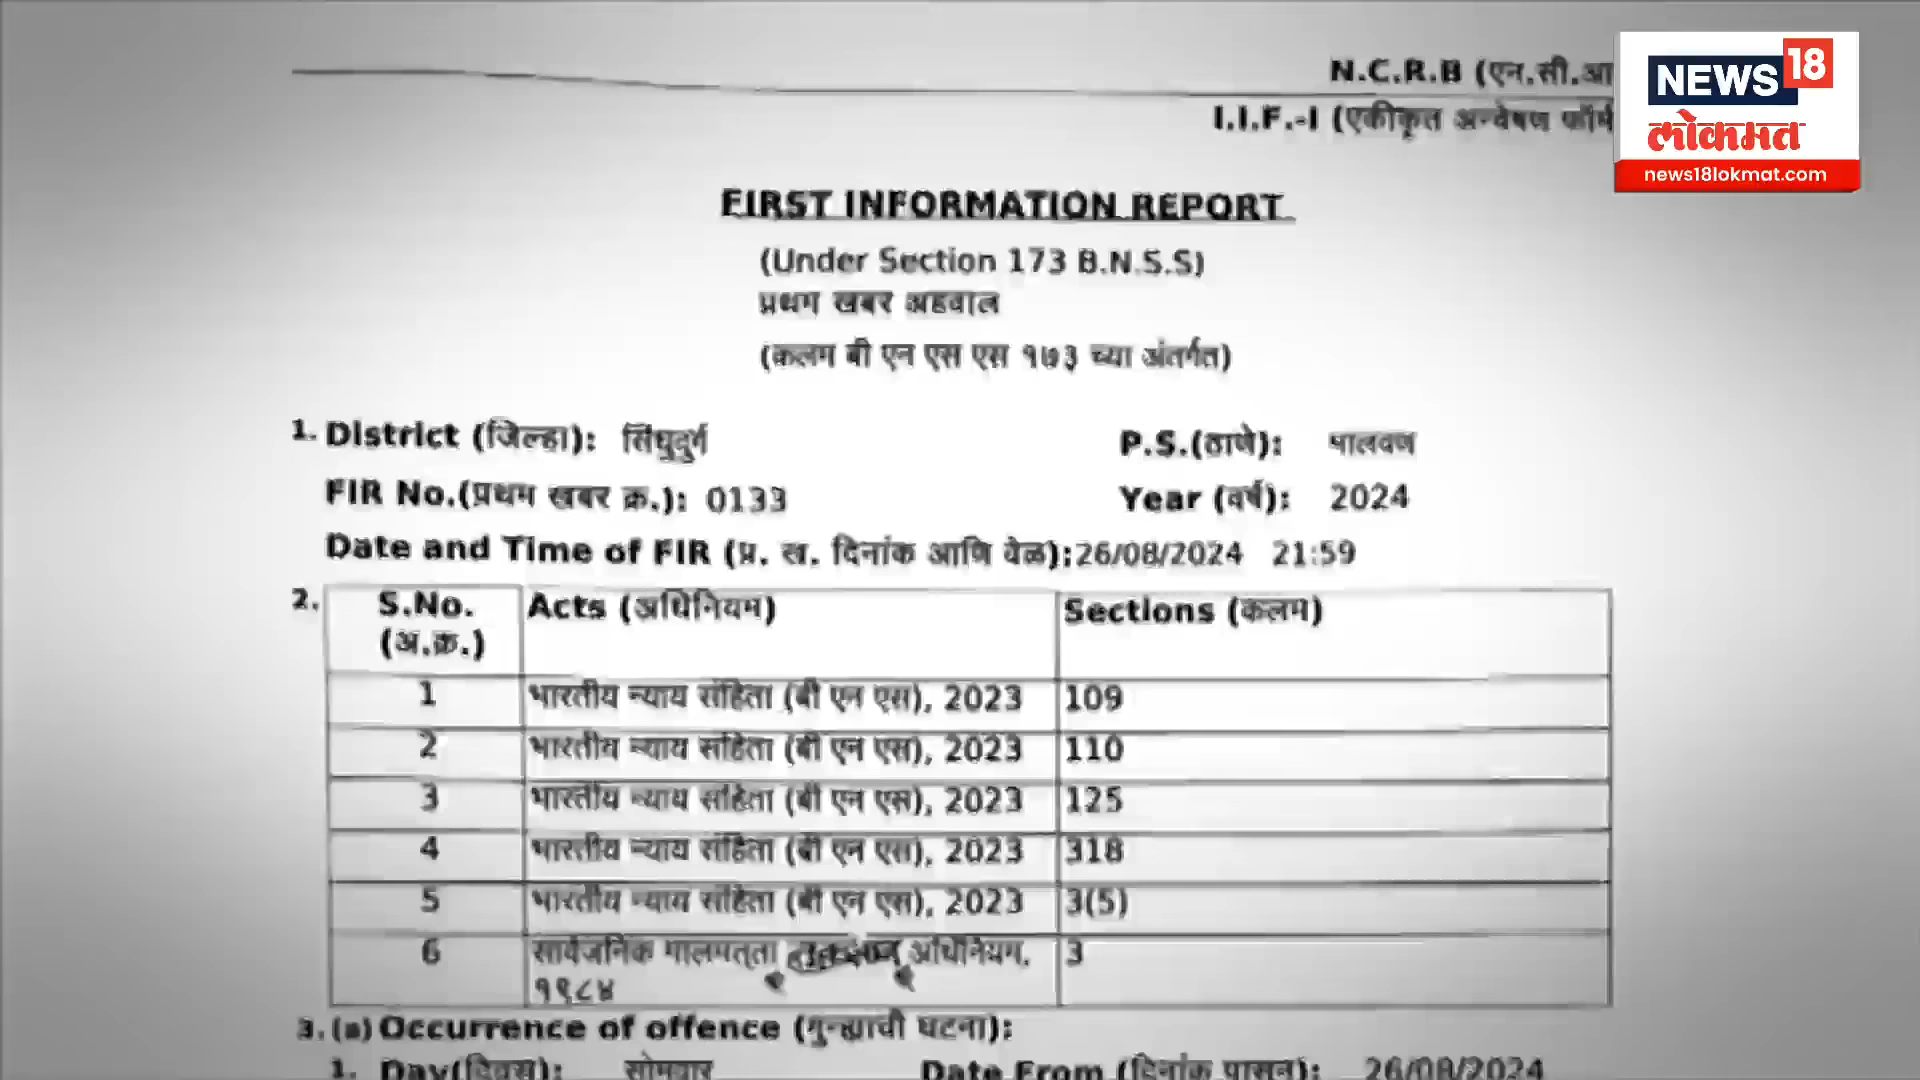 N.C.R.B (एन.सी.आ
I.I.F.-I (एकीकृत अन्वेषण फॉर्म
NEWS 18
लोकमत
news18lokmat.com
FIRST INFORMATION REPORT
(Under Section 173 B.N.S.S)
प्रथम खबर अहवाल
(कलम बी एन एस एस १७३ च्या अंतर्गत)
1. District (जिल्हा): सिंधुदुर्ग P.S.(ठाणे): मालवण
FIR No.(प्रथम खबर क्र.): 0133 Year (वर्ष): 2024
Date and Time of FIR (प्र. ख. दिनांक आणि वेळ):26/08/2024 21:59
2. S.No. Acts (अधिनियम) Sections (कलम)
(अ.क्र.)
1 भारतीय न्याय संहिता (बी एन एस), 2023 109
2 भारतीय न्याय संहिता (बी एन एस), 2023 110
3 भारतीय न्याय संहिता (बी एन एस), 2023 125
4 भारतीय न्याय संहिता (बी एन एस), 2023 318
5 भारतीय न्याय संहिता (बी एन एस), 2023 3(5)
6 सार्वजनिक मालमत्ता अधिनियम, 3
१९८४
3. (a) Occurrence of offence (गुन्ह्याची घटना):
1. Day(दिवस): सोमवार Date From (दिनांक पासून): 26/08/2024